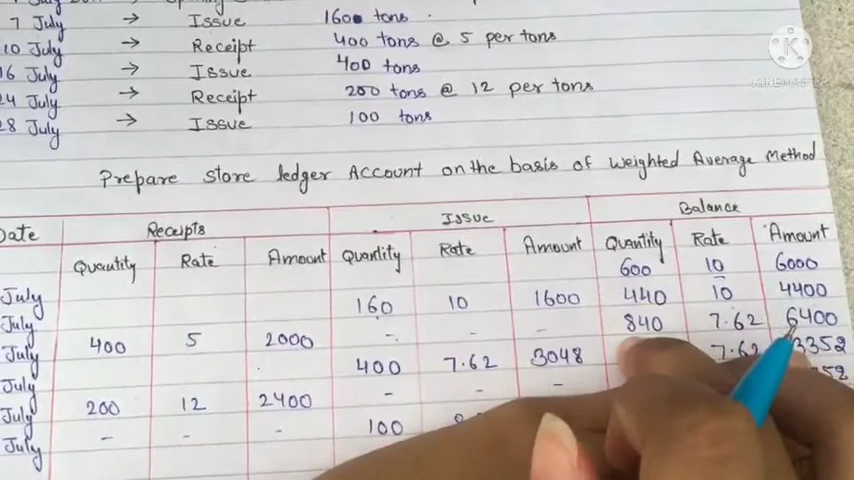 7 July → Issue 160 tons
10 July → Receipt 400 tons @ 5 per tons
16 July → Issue 400 tons
24 July → Receipt 200 tons @ 12 per tons
28 July → Issue 100 tons
KINEMASTER
Prepare store ledger Account on the basis of weighted Average Method
Date Receipts Issue Balance
Quantity Rate Amount Quantity Rate Amount Quantity Rate Amount
600 10 6000
July 160 10 1600 440 10 4400
July 400 5 2000 - - - 840 7.62 6400
July 400 7.62 3048 7.62 3352
July 200 12 2400 - - -
July - - - 100